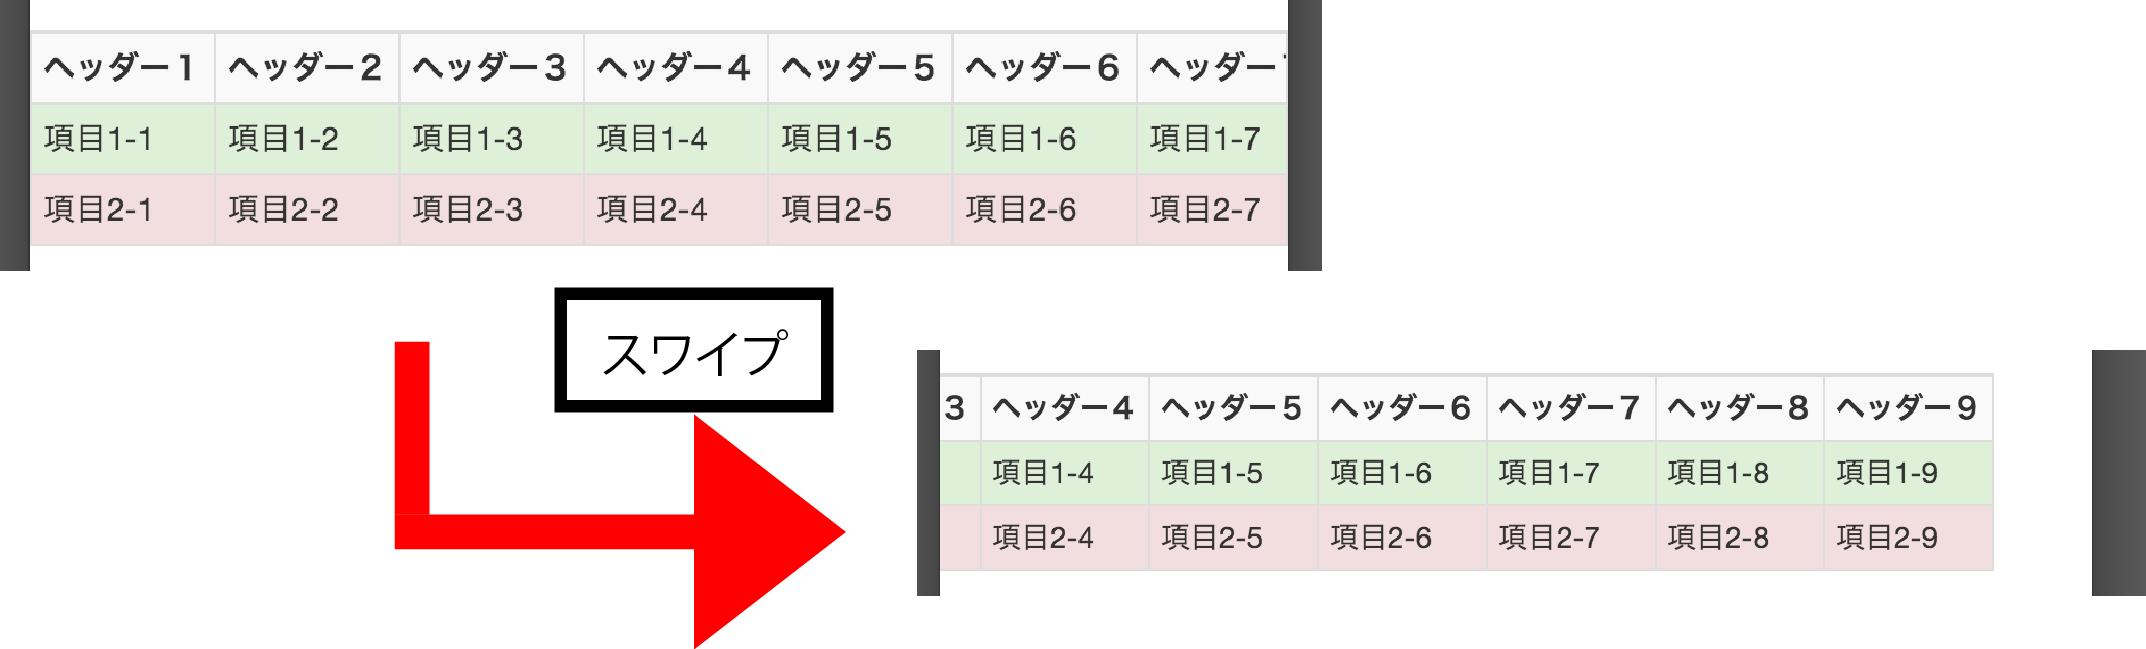 ヘッダー1 ヘッダー2 ヘッダー3 ヘッダー4 ヘッダー5 ヘッダー6 ヘッダー
項目1-1 項目1-2 項目1-3 項目1-4 項目1-5 項目1-6 項目1-7
項目2-1 項目2-2 項目2-3 項目2-4 項目2-5 項目2-6 項目2-7
スワイプ
3 ヘッダー4 ヘッダー5 ヘッダー6 ヘッダー7 ヘッダー8 ヘッダー9
項目1-4 項目1-5 項目1-6 項目1-7 項目1-8 項目1-9
項目2-4 項目2-5 項目2-6 項目2-7 項目2-8 項目2-9